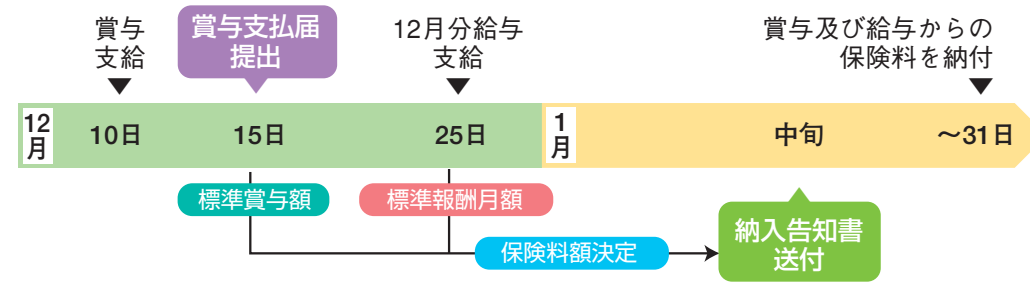 賞与
支給
賞与支払届
提出
12月分給与
支給
賞与及び給与からの
保険料を納付
12
月
10日
15日
25日
1
月
中旬
～31日
標準賞与額
標準報酬月額
保険料額決定
納入告知書
送付